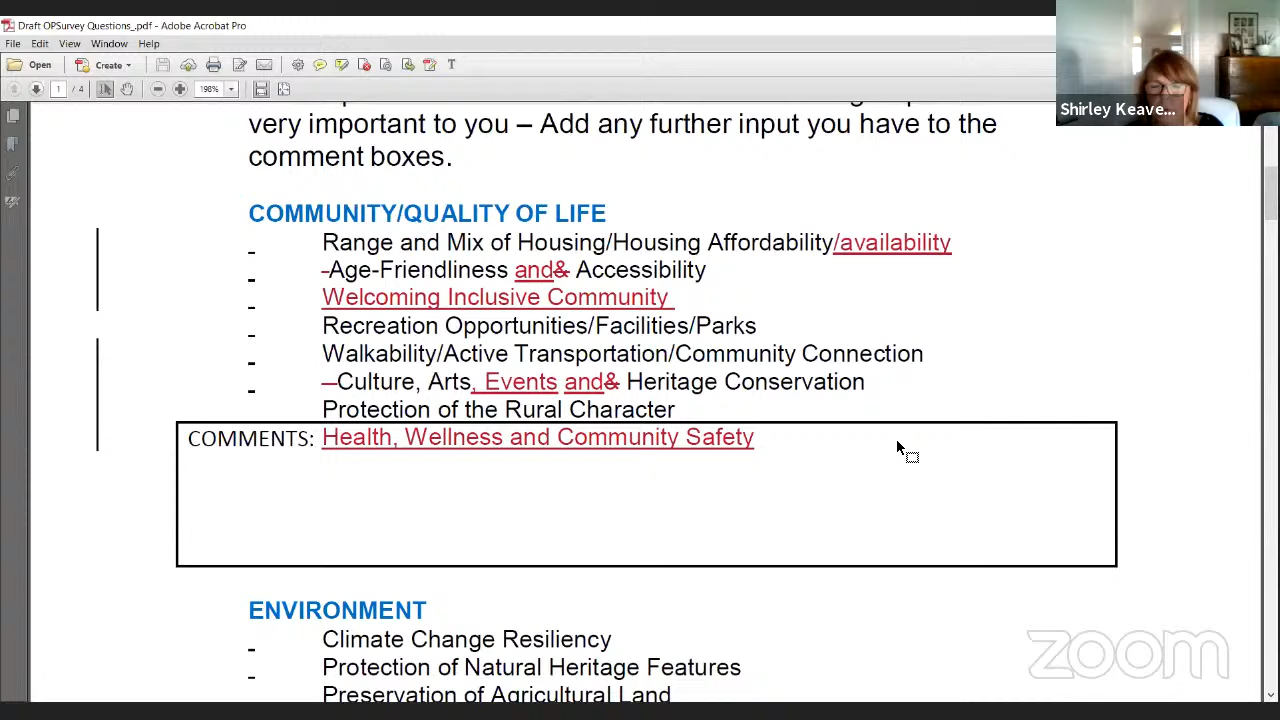 Draft OPSurvey Questions_.pdf - Adobe Acrobat Pro
File Edit View Window Help
Open Create
1 / 4 198%
Shirley Keave...
very important to you – Add any further input you have to the
comment boxes.
COMMUNITY/QUALITY OF LIFE
Range and Mix of Housing/Housing Affordability/availability
-Age-Friendliness and& Accessibility
Welcoming Inclusive Community
Recreation Opportunities/Facilities/Parks
Walkability/Active Transportation/Community Connection
—Culture, Arts, Events and& Heritage Conservation
Protection of the Rural Character
COMMENTS: Health, Wellness and Community Safety
ENVIRONMENT
Climate Change Resiliency
Protection of Natural Heritage Features
Preservation of Agricultural Land
zoom